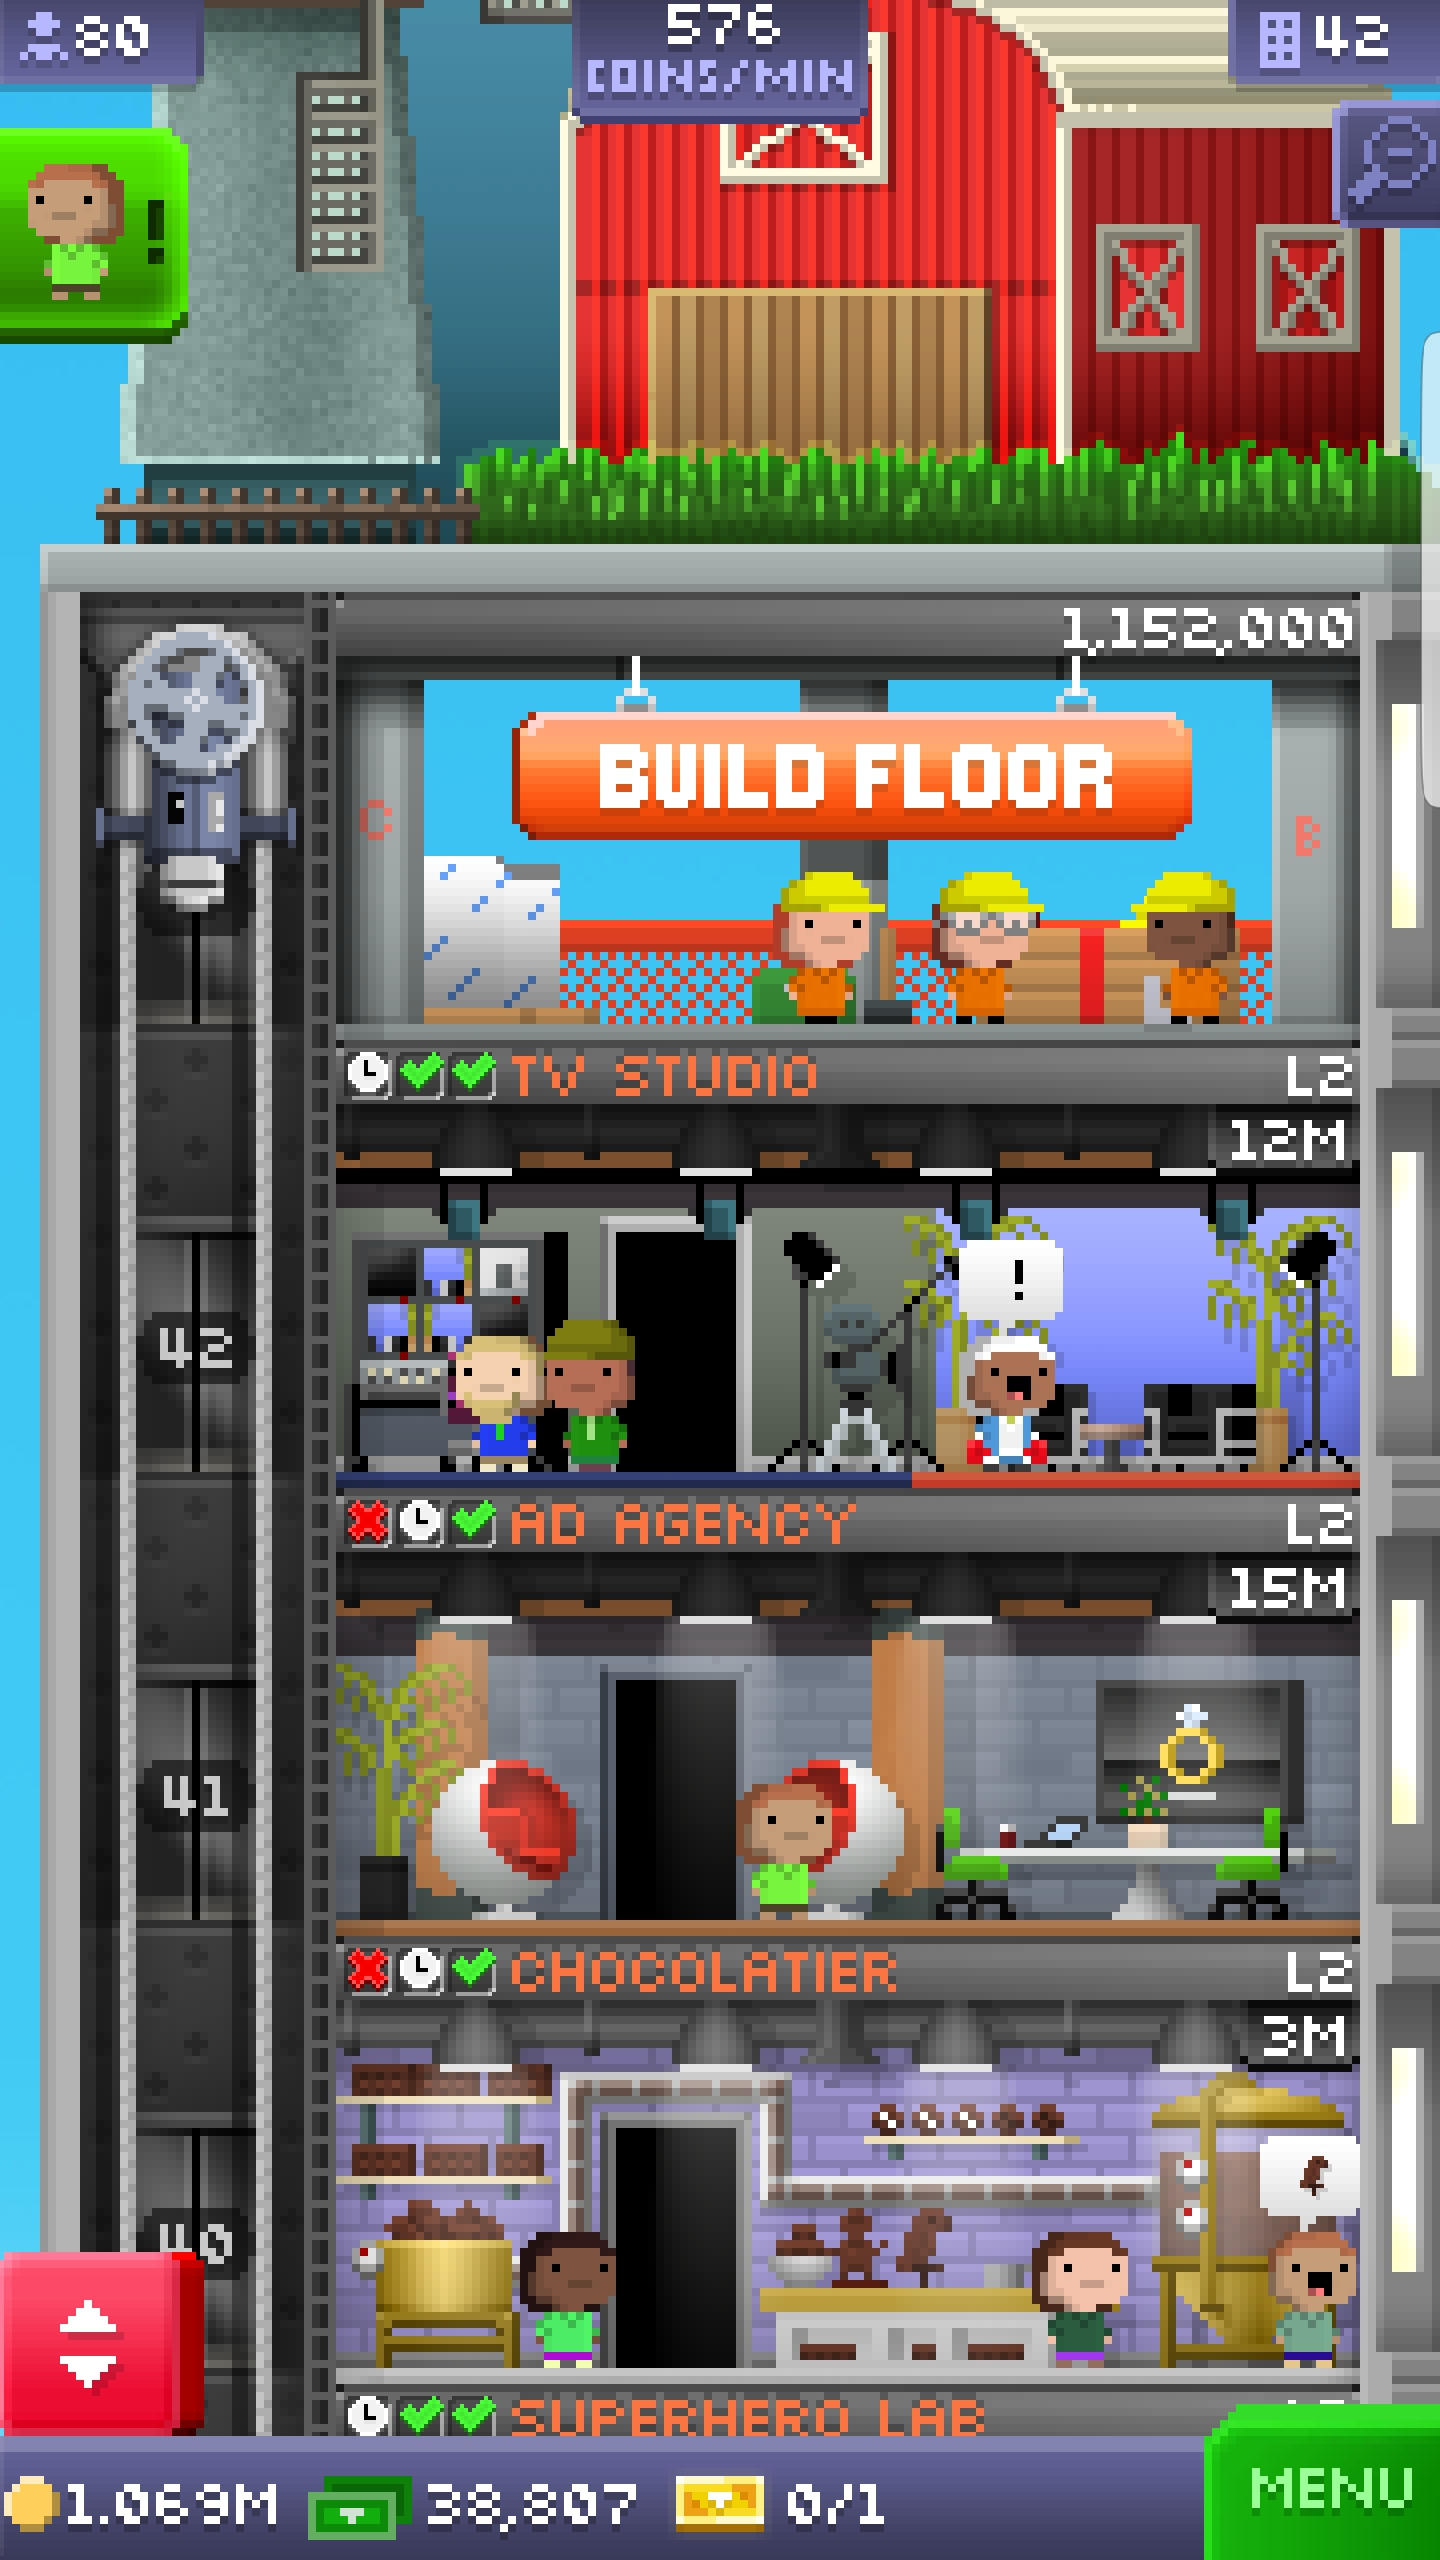 80
576
COINS/MIN
42
!
1,152,000
BUILD FLOOR
C
B
TV STUDIO
L2
12M
!
42
AD AGENCY
L2
15M
41
CHOCOLATIER
L2
3M
40
SUPERHERO LAB
1.069M
38,807
0/1
MENU